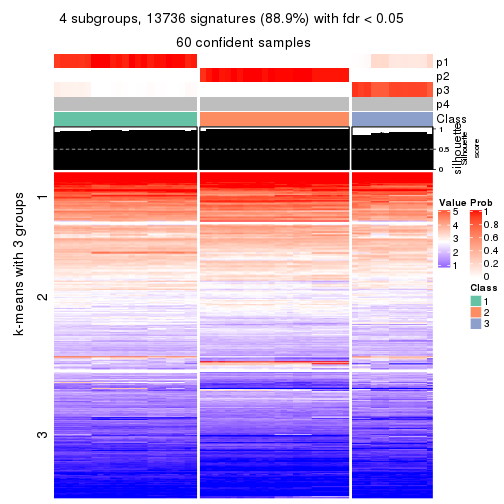 4 subgroups, 13736 signatures (88.9%) with fdr < 0.05
60 confident samples
p1
p2
p3
p4
Class
silhouette
Silhouette
score
1
0.5
0
k-means with 3 groups
1
2
3
Value
5
4
3
2
1
Prob
1
0.8
0.6
0.4
0.2
0
Class
1
2
3